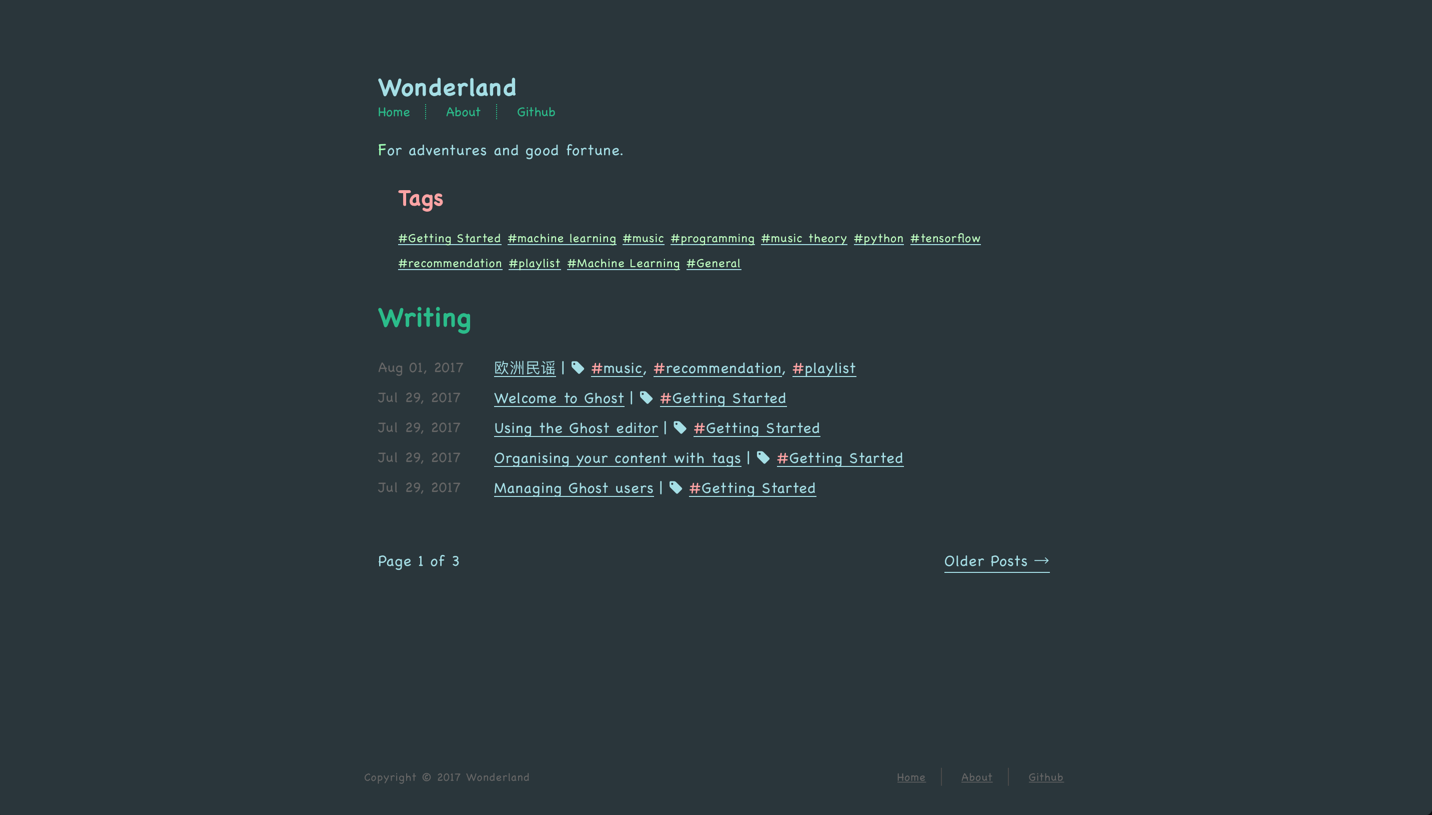 Wonderland
Home About Github
For adventures and good fortune.
Tags
#Getting Started #machine learning #music #programming #music theory #python #tensorflow
#recommendation #playlist #Machine Learning #General
Writing
Aug 01, 2017 欧洲民谣 | #music, #recommendation, #playlist
Jul 29, 2017 Welcome to Ghost | #Getting Started
Jul 29, 2017 Using the Ghost editor | #Getting Started
Jul 29, 2017 Organising your content with tags | #Getting Started
Jul 29, 2017 Managing Ghost users | #Getting Started
Page 1 of 3 Older Posts →
Copyright © 2017 Wonderland Home About Github